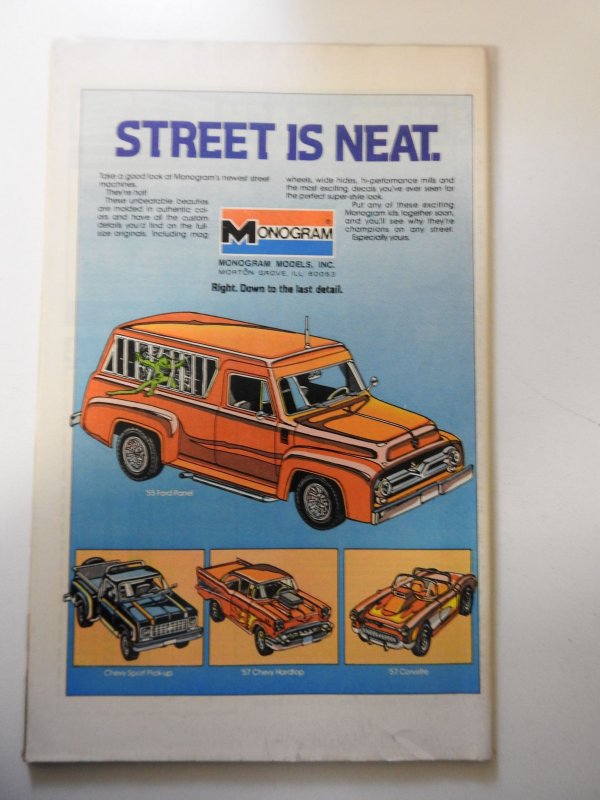 STREET IS NEAT.
Take a good look at Monogram's newest street
machines.
They're hot!
These unbeatable beauties
are molded in authentic col-
ors and have all the custom
details you'd find on the full-
size originals. Including mag
wheels, wide hides, hi-performance mills and
the most exciting decals you've ever seen for
the perfect super-style look.
Put any of these exciting
Monogram kits together soon,
and you'll see why they're
champions on any street.
Especially yours.
MONOGRAM®
MONOGRAM MODELS, INC.
MORTON GROVE, ILL. 60053
Right. Down to the last detail.
'55 Ford Panel
Chevy Sport Pick-up
'57 Chevy Hardtop
'57 Corvette